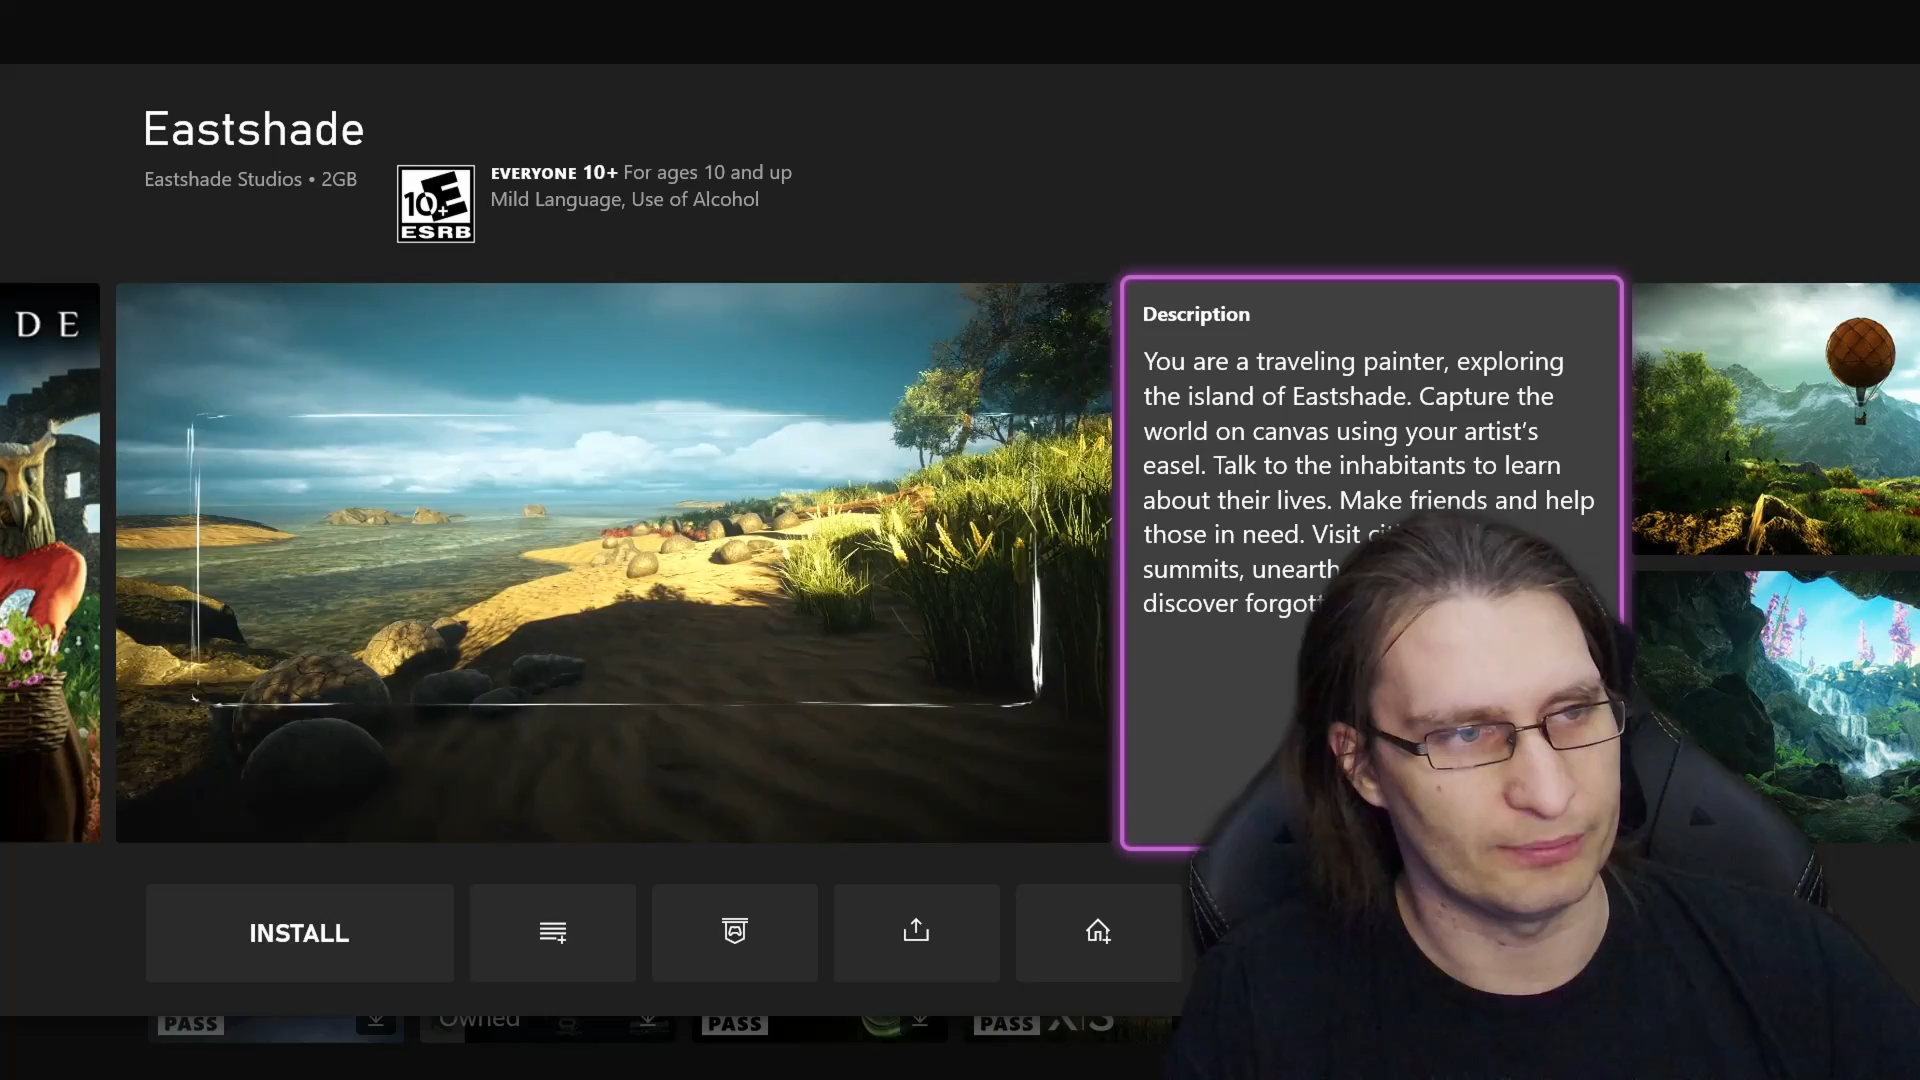 Eastshade
Eastshade Studios • 2GB
10+
E
ESRB
EVERYONE 10+ For ages 10 and up
Mild Language, Use of Alcohol
D E
Description
You are a traveling painter, exploring
the island of Eastshade. Capture the
world on canvas using your artist's
easel. Talk to the inhabitants to learn
about their lives. Make friends and help
those in need. Visit
summits, unearth
discover
INSTALL
PASS
Owned
PASS
PASS X|S